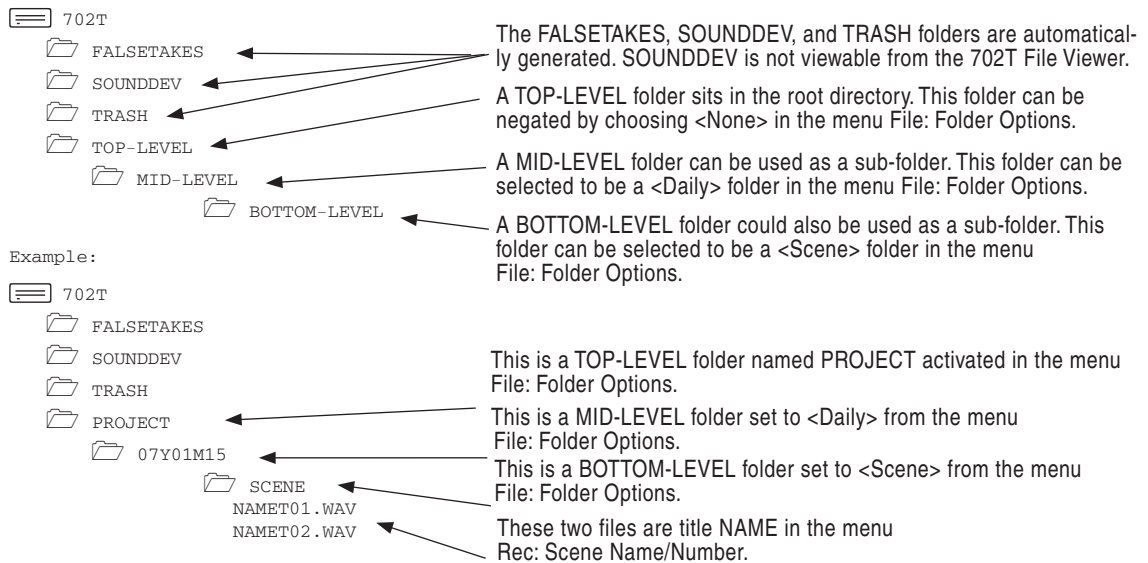 702T
FALSETAKES
SOUNDDEV
TRASH
TOP-LEVEL
MID-LEVEL
BOTTOM-LEVEL
The FALSETAKES, SOUNDDEV, and TRASH folders are automatical-
ly generated. SOUNDDEV is not viewable from the 702T File Viewer.
A TOP-LEVEL folder sits in the root directory. This folder can be
negated by choosing <None> in the menu File: Folder Options.
A MID-LEVEL folder can be used as a sub-folder. This folder can be
selected to be a <Daily> folder in the menu File: Folder Options.
A BOTTOM-LEVEL folder could also be used as a sub-folder. This
folder can be selected to be a <Scene> folder in the menu
File: Folder Options.
Example:
702T
FALSETAKES
SOUNDDEV
TRASH
PROJECT
07Y01M15
SCENE
NAMET01.WAV
NAMET02.WAV
This is a TOP-LEVEL folder named PROJECT activated in the menu
File: Folder Options.
This is a MID-LEVEL folder set to <Daily> from the menu
File: Folder Options.
This is a BOTTOM-LEVEL folder set to <Scene> from the menu
File: Folder Options.
These two files are title NAME in the menu
Rec: Scene Name/Number.